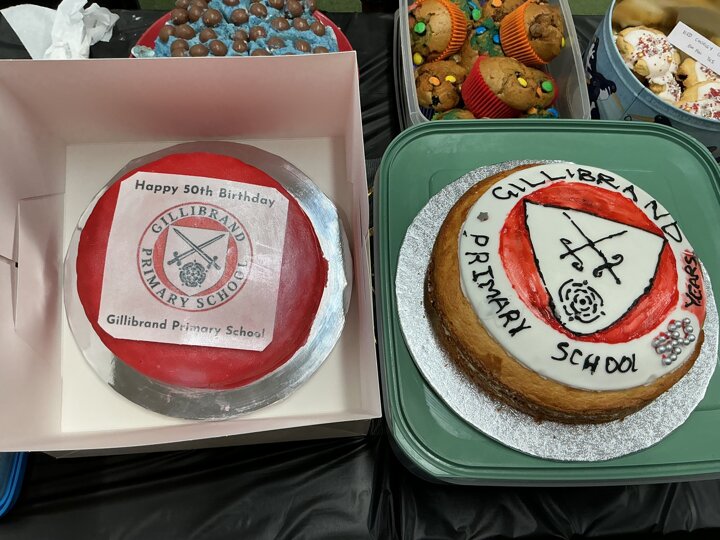 Happy 50th Birthday
GILLIBRAND
PRIMARY SCHOOL
Gillibrand Primary School
GILLIBRAND
PRIMARY
SCHOOL
YEARS!